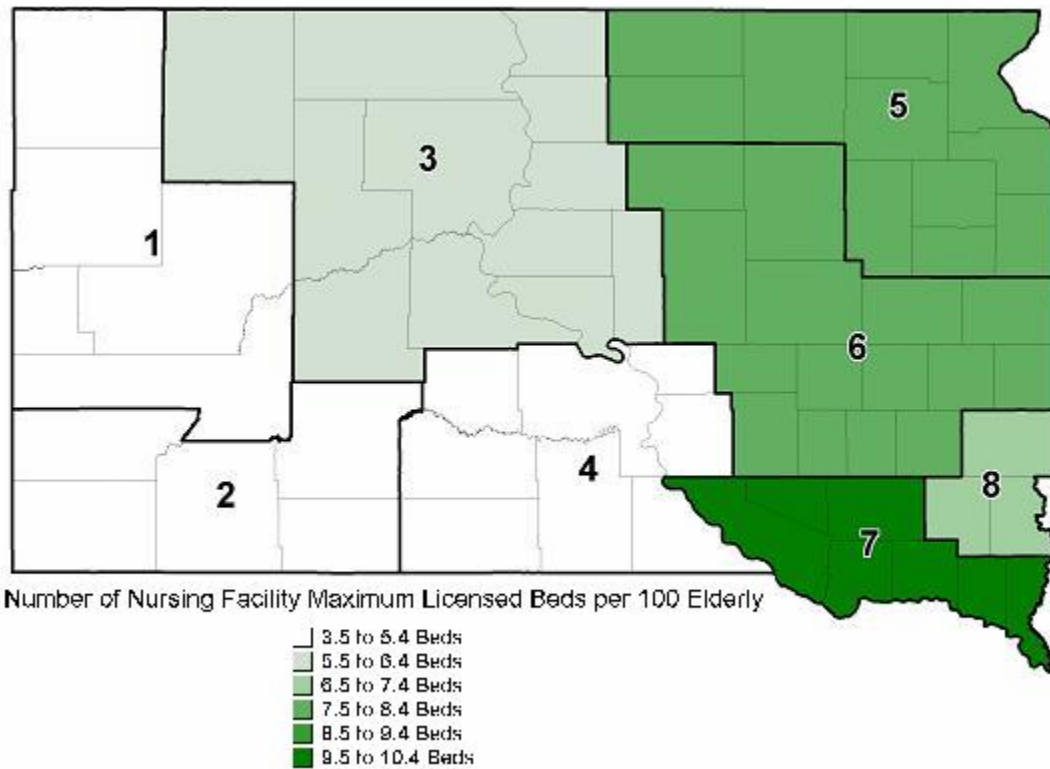 5
3
1
6
4
2
8
7
Number of Nursing Facility Maximum Licensed Beds per 100 Elderly
3.5 to 5.4 Beds
5.5 to 6.4 Beds
6.5 to 7.4 Beds
7.5 to 8.4 Beds
8.5 to 9.4 Beds
9.5 to 10.4 Beds